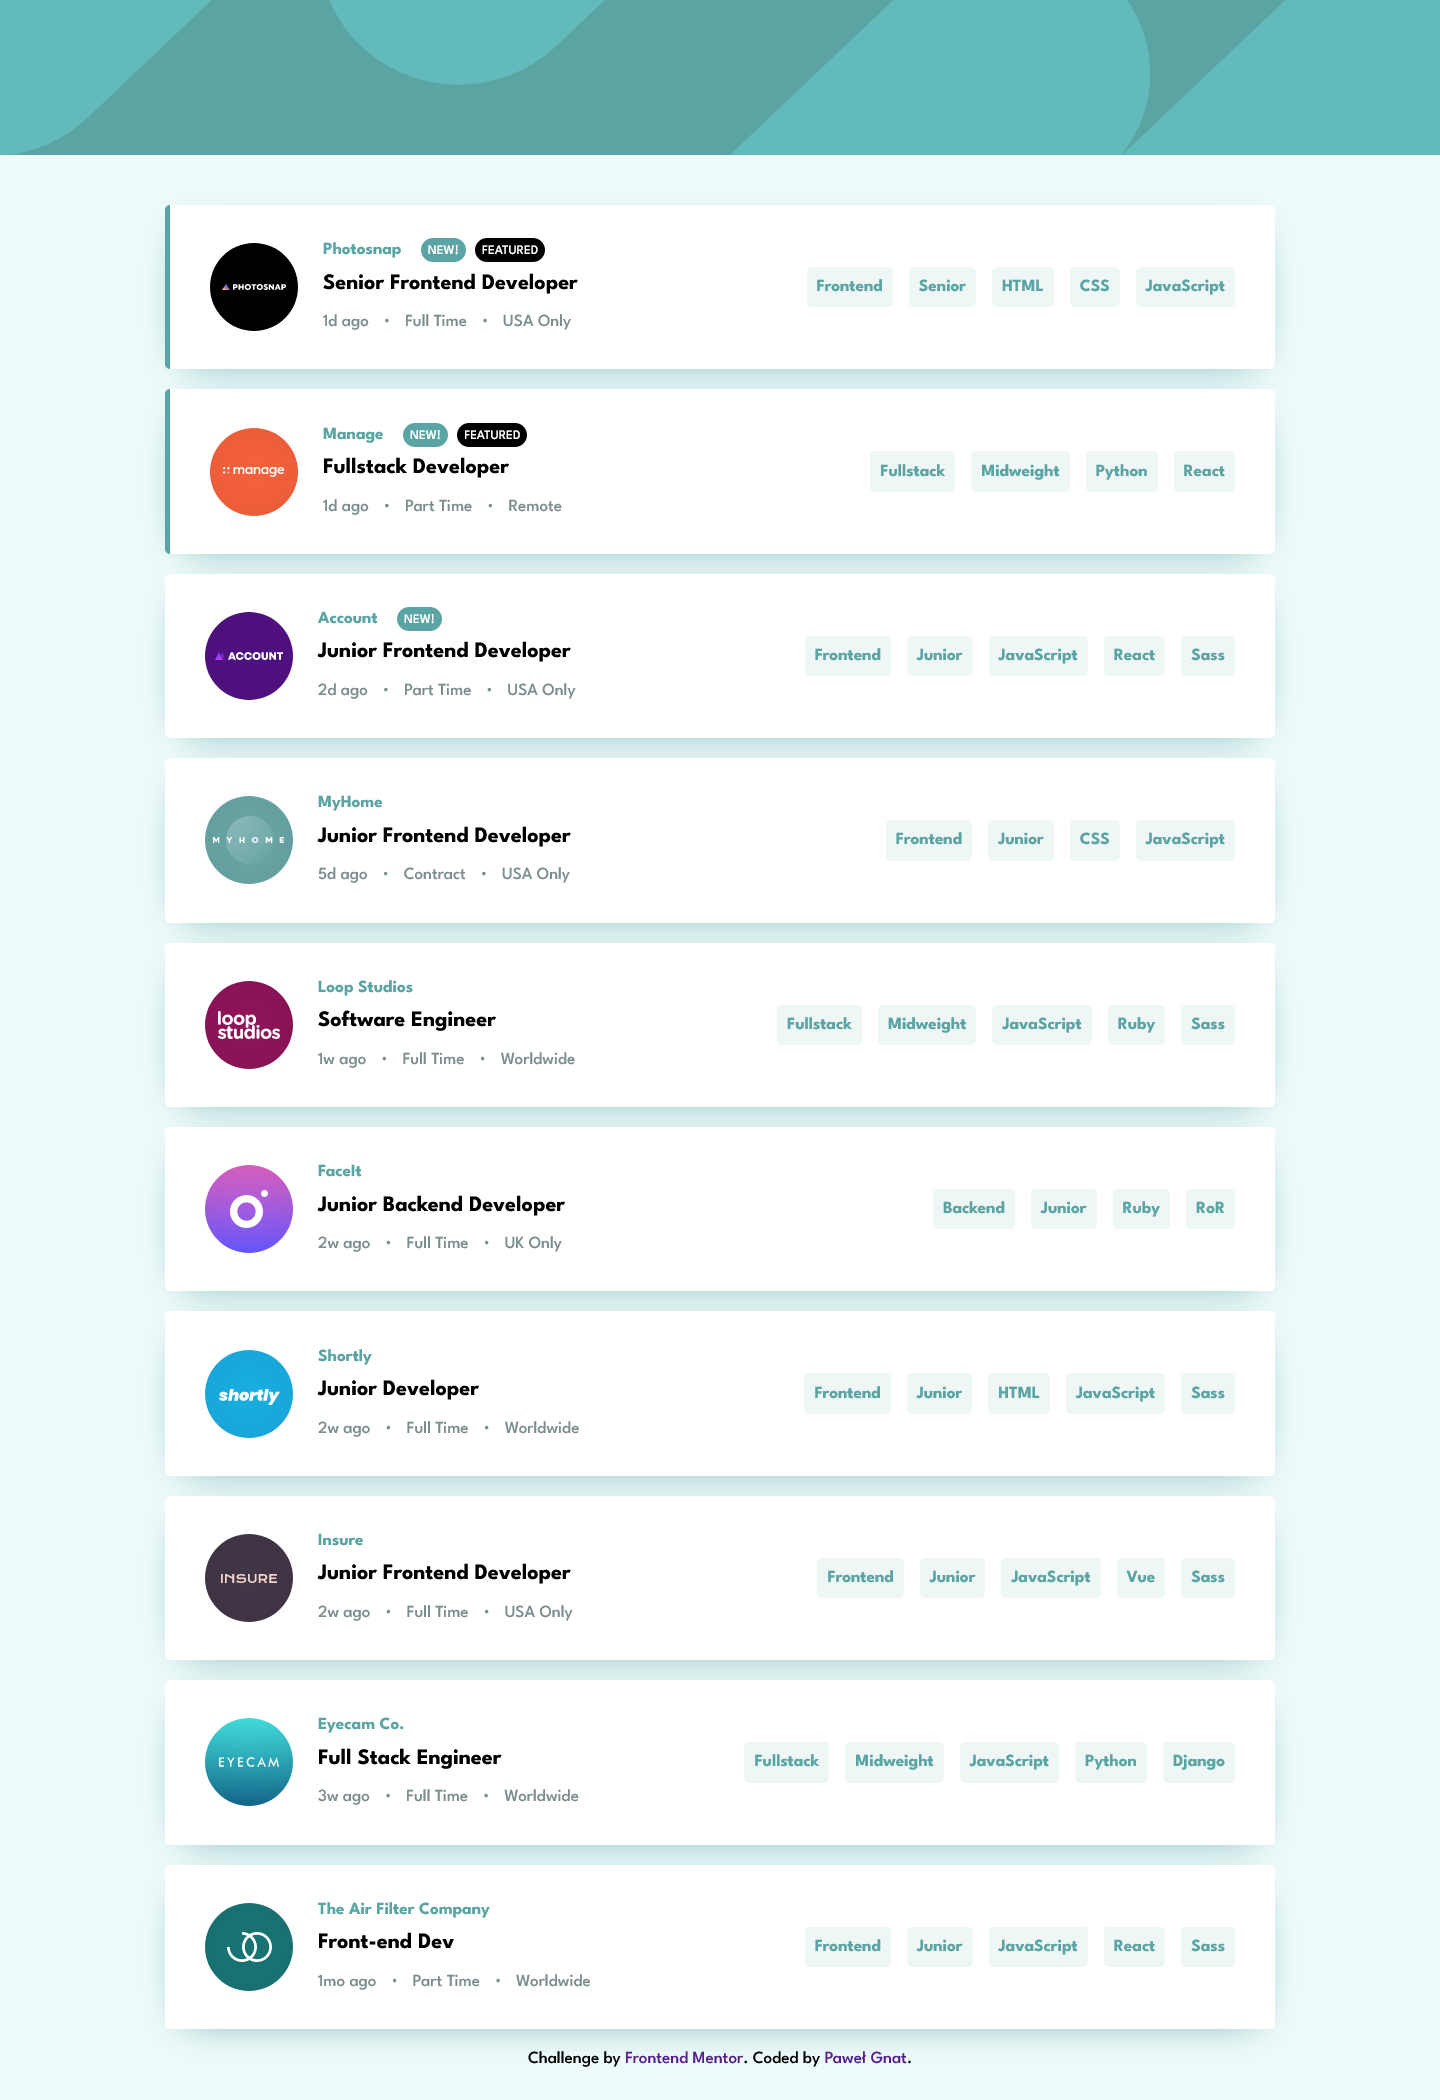 PHOTOSNAP
Photosnap NEW! FEATURED
Senior Frontend Developer
1d ago • Full Time • USA Only
Frontend Senior HTML CSS JavaScript
manage
Manage NEW! FEATURED
Fullstack Developer
1d ago • Part Time • Remote
Fullstack Midweight Python React
ACCOUNT
Account NEW!
Junior Frontend Developer
2d ago • Part Time • USA Only
Frontend Junior JavaScript React Sass
MYHOME
MyHome
Junior Frontend Developer
5d ago • Contract • USA Only
Frontend Junior CSS JavaScript
loop
studios
Loop Studios
Software Engineer
1w ago • Full Time • Worldwide
Fullstack Midweight JavaScript Ruby Sass
FaceIt
Junior Backend Developer
2w ago • Full Time • UK Only
Backend Junior Ruby RoR
shortly
Shortly
Junior Developer
2w ago • Full Time • Worldwide
Frontend Junior HTML JavaScript Sass
INSURE
Insure
Junior Frontend Developer
2w ago • Full Time • USA Only
Frontend Junior JavaScript Vue Sass
EYECAM
Eyecam Co.
Full Stack Engineer
3w ago • Full Time • Worldwide
Fullstack Midweight JavaScript Python Django
The Air Filter Company
Front-end Dev
1mo ago • Part Time • Worldwide
Frontend Junior JavaScript React Sass
Challenge by Frontend Mentor. Coded by Paweł Gnat.